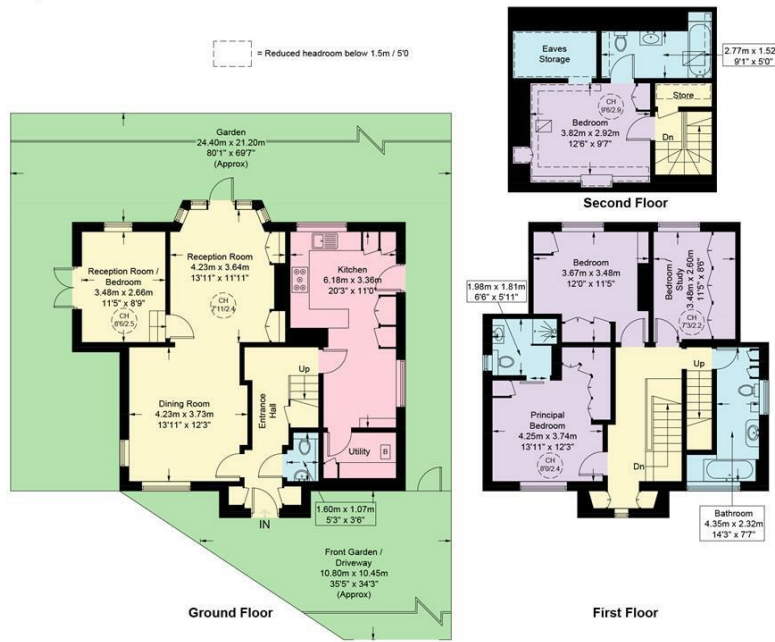 = Reduced headroom below 1.5m / 5'0
Eaves
Storage
2.77m x 1.52
9'1" x 5'0"
CH
9'6/2.9
Store
Bedroom
3.82m x 2.92m
12'6" x 9'7"
Dn
Second Floor
Garden
24.40m x 21.20m
80'1" x 69'7"
(Approx)
Reception Room /
Bedroom
3.48m x 2.66m
11'5" x 8'9"
CH
8'6/2.5
Reception Room
4.23m x 3.64m
13'11" x 11'11"
CH
7'11/2.4
Kitchen
6.18m x 3.36m
20'3" x 11'0"
Dining Room
4.23m x 3.73m
13'11" x 12'3"
Entrance
Hall
Up
Utility
B
1.60m x 1.07m
5'3" x 3'6"
IN
Front Garden /
Driveway
10.80m x 10.45m
35'5" x 34'3"
(Approx)
Ground Floor
Bedroom
3.67m x 3.48m
12'0" x 11'5"
Bedroom /
Study
3.48m x 2.60m
11'5" x 8'6"
CH
7'3/2.2
1.98m x 1.81m
6'6" x 5'11"
Principal
Bedroom
4.25m x 3.74m
13'11" x 12'3"
CH
8'0/2.4
Up
Dn
Bathroom
4.35m x 2.32m
14'3" x 7'7"
First Floor